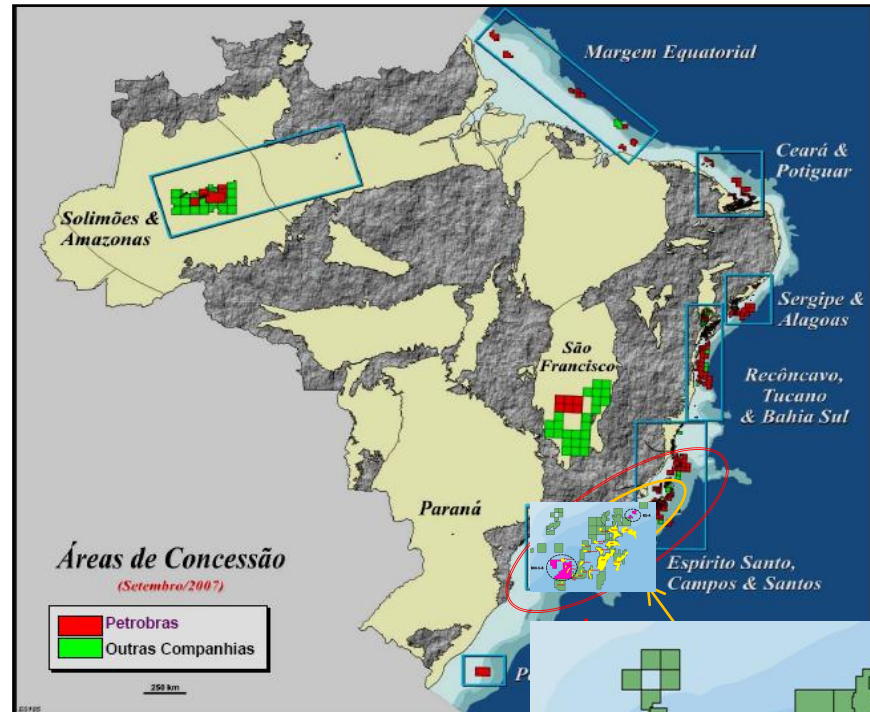 Margem Equatorial
Ceará &
Potiguar
Solimões &
Amazonas
Sergipe &
Alagoas
São
Francisco
Recôncavo,
Tucano
& Bahia Sul
Paraná
Espírito Santo,
Campos & Santos
Áreas de Concessão
(Setembro/2007)
Petrobras
Outras Companhias
250 km